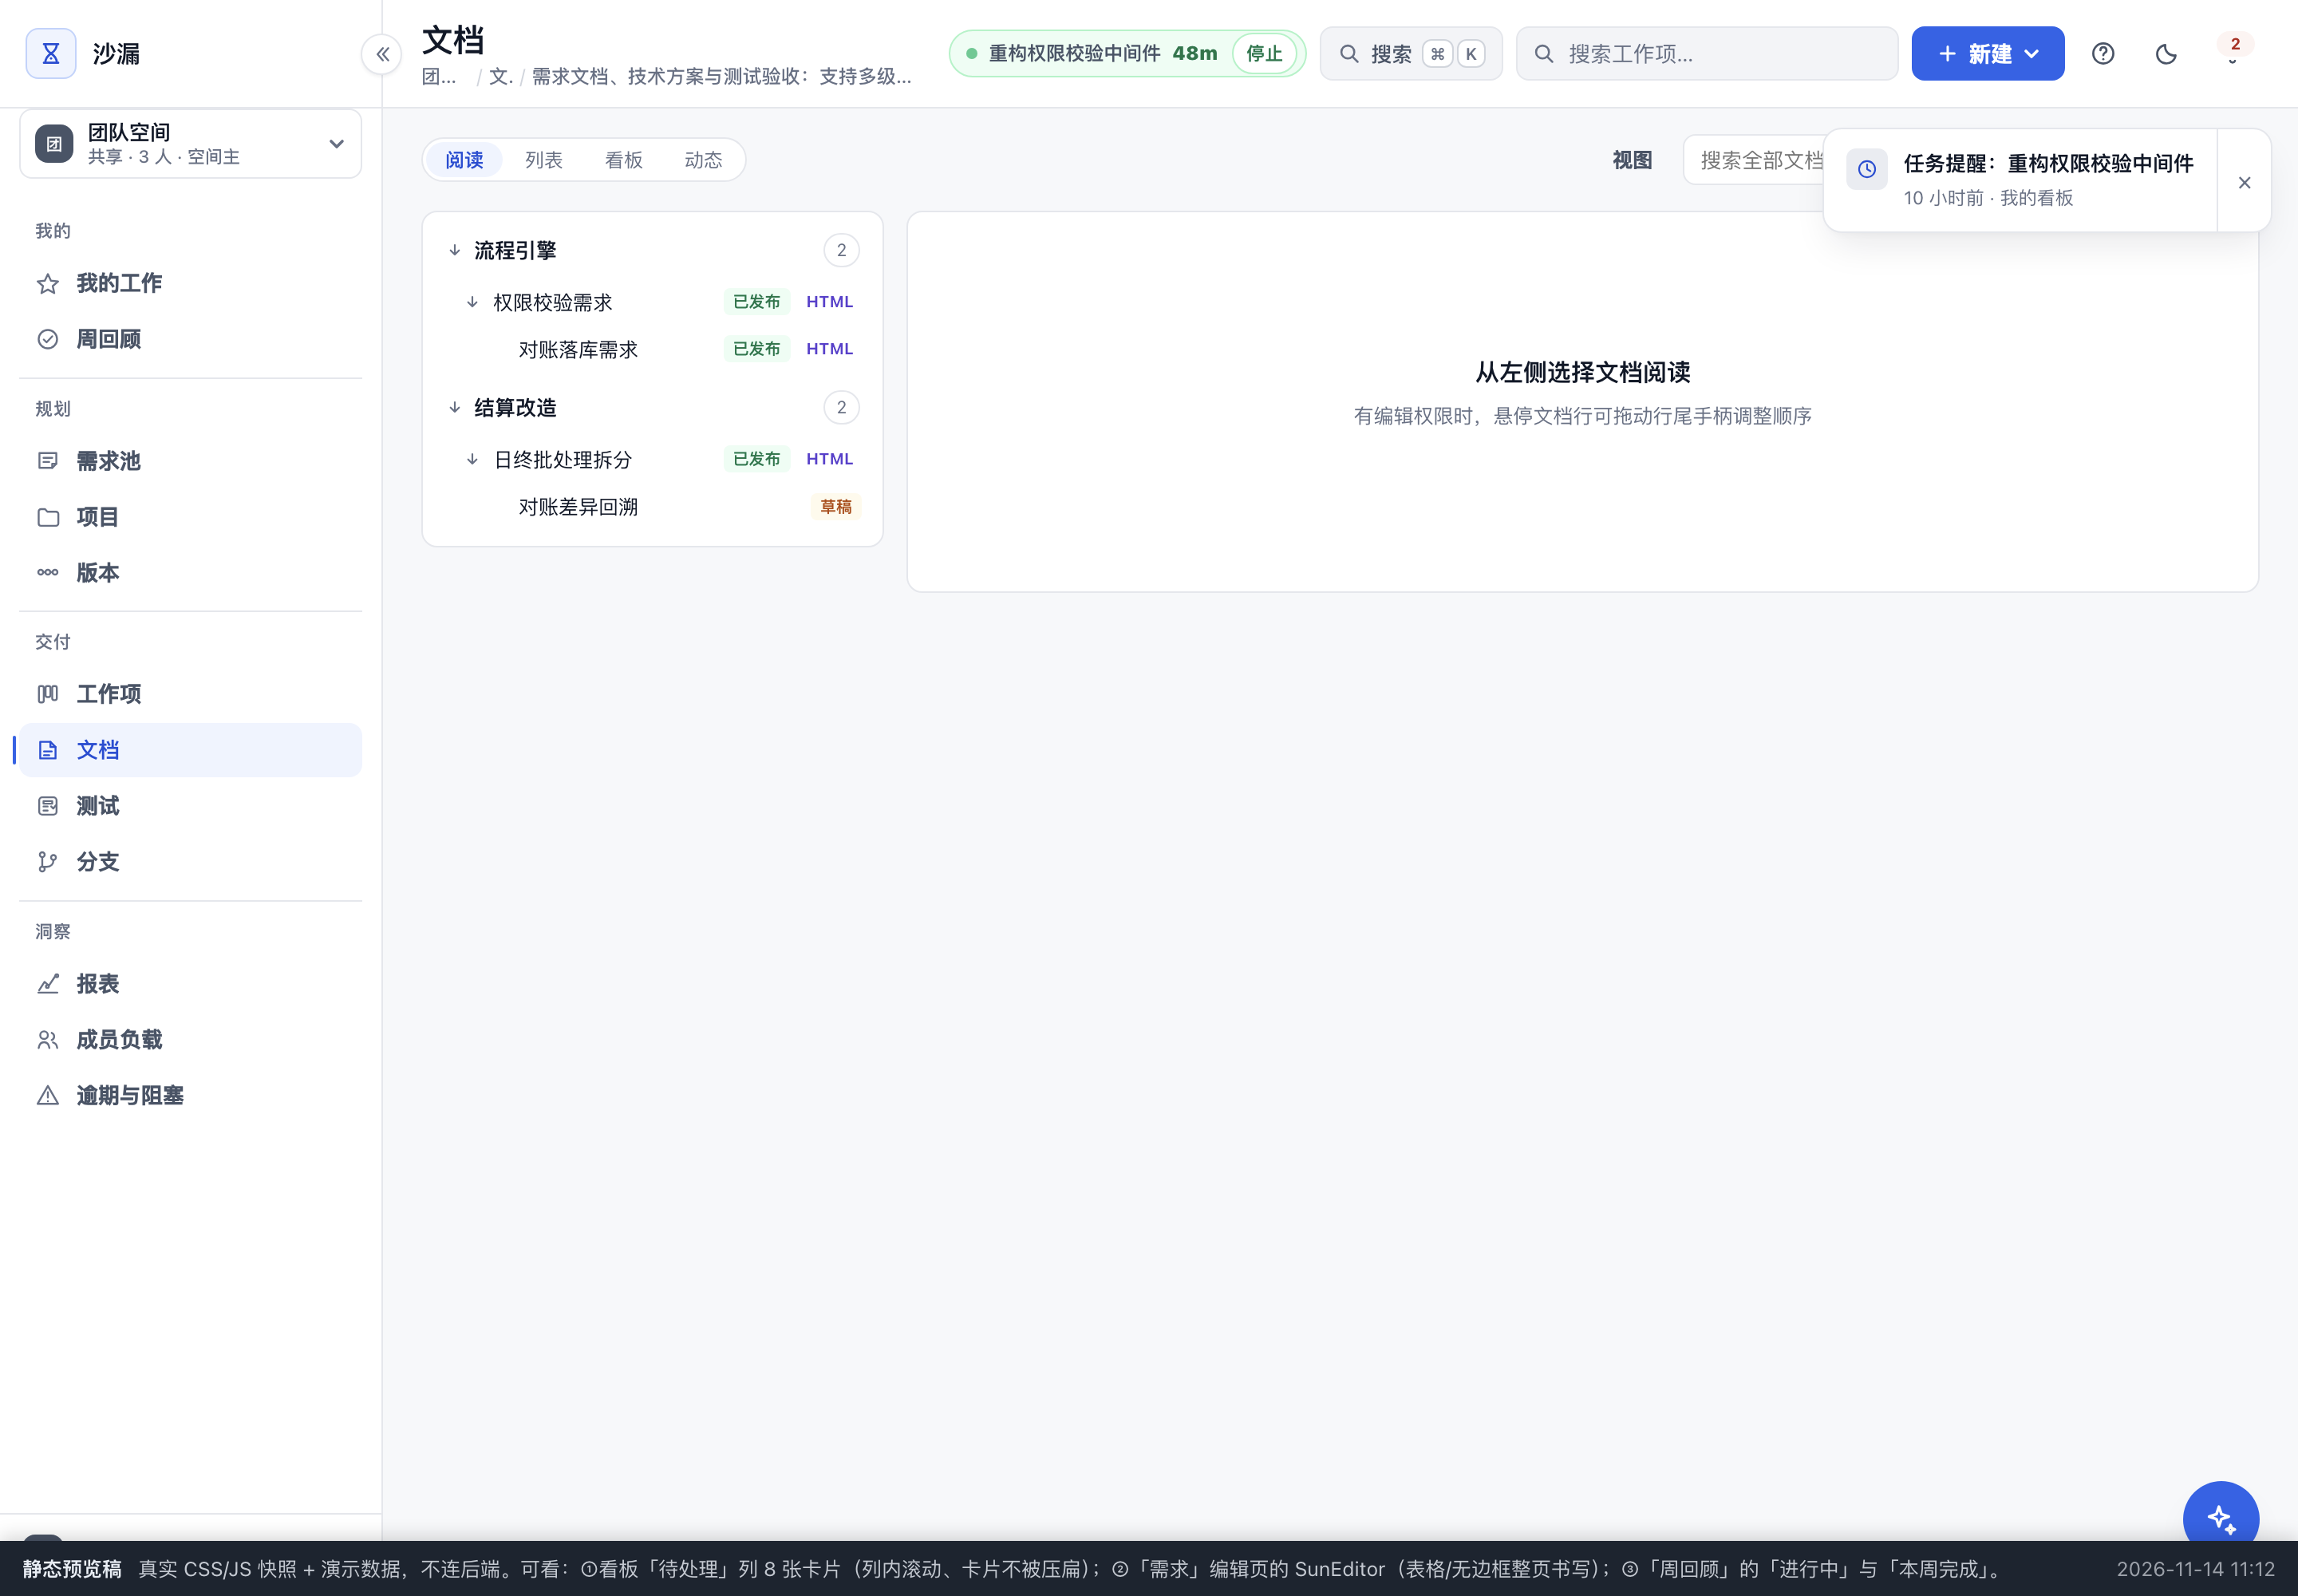 沙漏
团 团队空间
共享 · 3 人 · 空间主
我的
我的工作
周回顾
规划
需求池
项目
版本
交付
工作项
文档
测试
分支
洞察
报表
成员负载
逾期与阻塞
文档
团... / 文. / 需求文档、技术方案与测试验收：支持多级...
重构权限校验中间件 48m 停止
搜索 ⌘ K
搜索工作项...
新建
2
阅读 列表 看板 动态
视图
搜索全部文档
任务提醒：重构权限校验中间件
10 小时前 · 我的看板
流程引擎 2
权限校验需求 已发布 HTML
对账落库需求 已发布 HTML
结算改造 2
日终批处理拆分 已发布 HTML
对账差异回溯 草稿
从左侧选择文档阅读
有编辑权限时，悬停文档行可拖动行尾手柄调整顺序
静态预览稿 真实 CSS/JS 快照 + 演示数据，不连后端。可看：①看板「待处理」列 8 张卡片（列内滚动、卡片不被压扁）；②「需求」编辑页的 SunEditor（表格/无边框整页书写）；③「周回顾」的「进行中」与「本周完成」。 2026-11-14 11:12